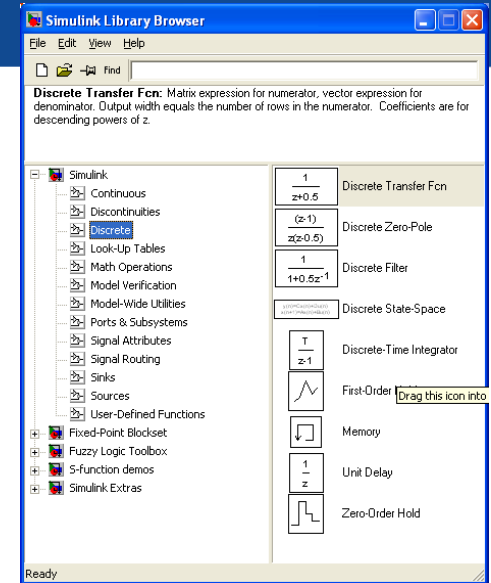 Simulink Library Browser
File Edit View Help
Find
Discrete Transfer Fcn: Matrix expression for numerator, vector expression for
denominator. Output width equals the number of rows in the numerator. Coefficients are for
descending powers of z.
Simulink
Continuous
Discontinuities
Discrete
Look-Up Tables
Math Operations
Model Verification
Model-Wide Utilities
Ports & Subsystems
Signal Attributes
Signal Routing
Sinks
Sources
User-Defined Functions
Fixed-Point Blockset
Fuzzy Logic Toolbox
S-function demos
Simulink Extras
1
z+0.5
Discrete Transfer Fcn
(z-1)
z(z-0.5)
Discrete Zero-Pole
1
1+0.5z-1
Discrete Filter
Discrete State-Space
T
z-1
Discrete-Time Integrator
First-Order
Drag this icon into
Memory
1
z
Unit Delay
Zero-Order Hold
Ready